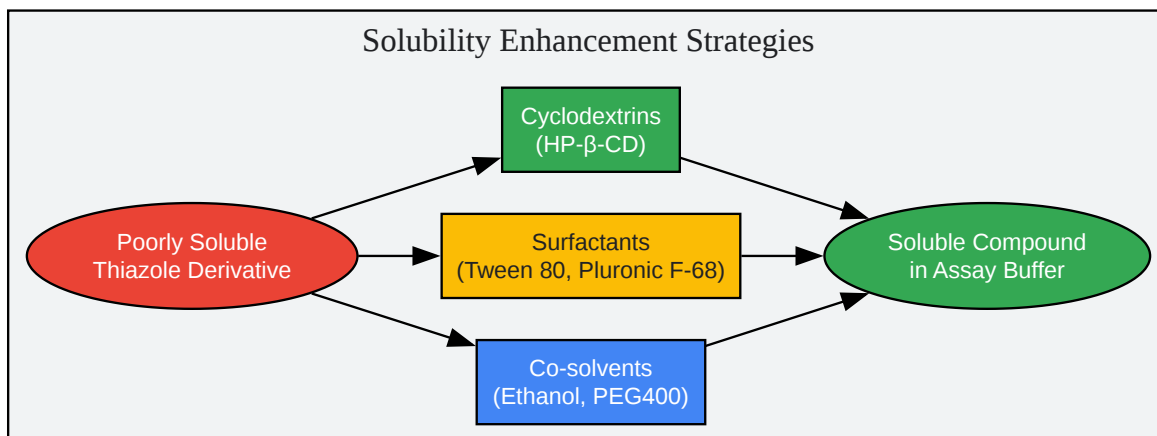 Solubility Enhancement Strategies
Cyclodextrins
(HP-β-CD)
Poorly Soluble
Thiazole Derivative
Surfactants
(Tween 80, Pluronic F-68)
Soluble Compound
in Assay Buffer
Co-solvents
(Ethanol, PEG400)